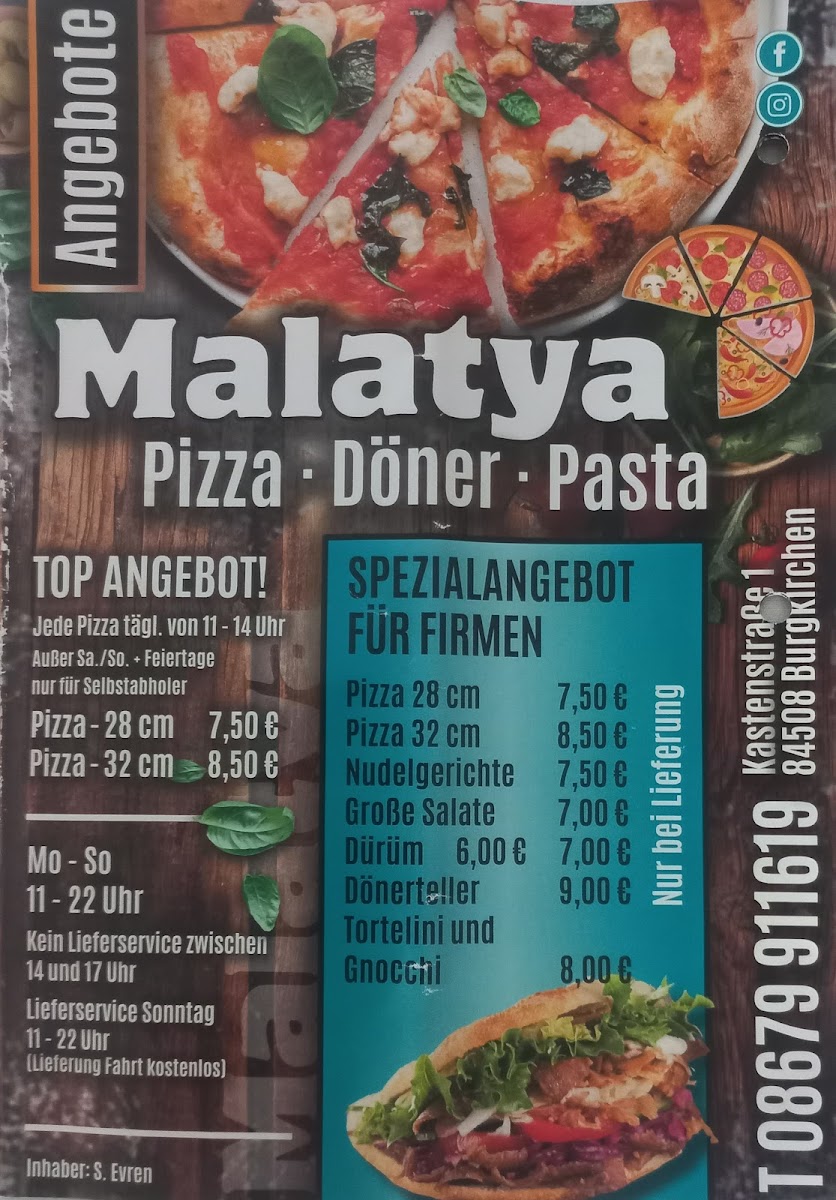 Angebote
Malatya
Pizza · Döner · Pasta
TOP ANGEBOT!
Jede Pizza tägl. von 11 - 14 Uhr
Außer Sa./So. + Feiertage
nur für Selbstabholer
Pizza - 28 cm 7,50 €
Pizza - 32 cm 8,50 €
Mo - So
11 - 22 Uhr
Kein Lieferservice zwischen
14 und 17 Uhr
Lieferservice Sonntag
11 - 22 Uhr
(Lieferung Fahrt kostenlos)
Inhaber: S. Evren
SPEZIALANGEBOT
FÜR FIRMEN
Pizza 28 cm 7,50 €
Pizza 32 cm 8,50 €
Nudelgerichte 7,50 €
Große Salate 7,00 €
Dürüm 6,00 € 7,00 €
Dönerteller 9,00 €
Tortelini und
Gnocchi 8,00 €
Nur bei Lieferung
Kastenstraße 1
84508 Burgkirchen
T 08679 911619
Malatya